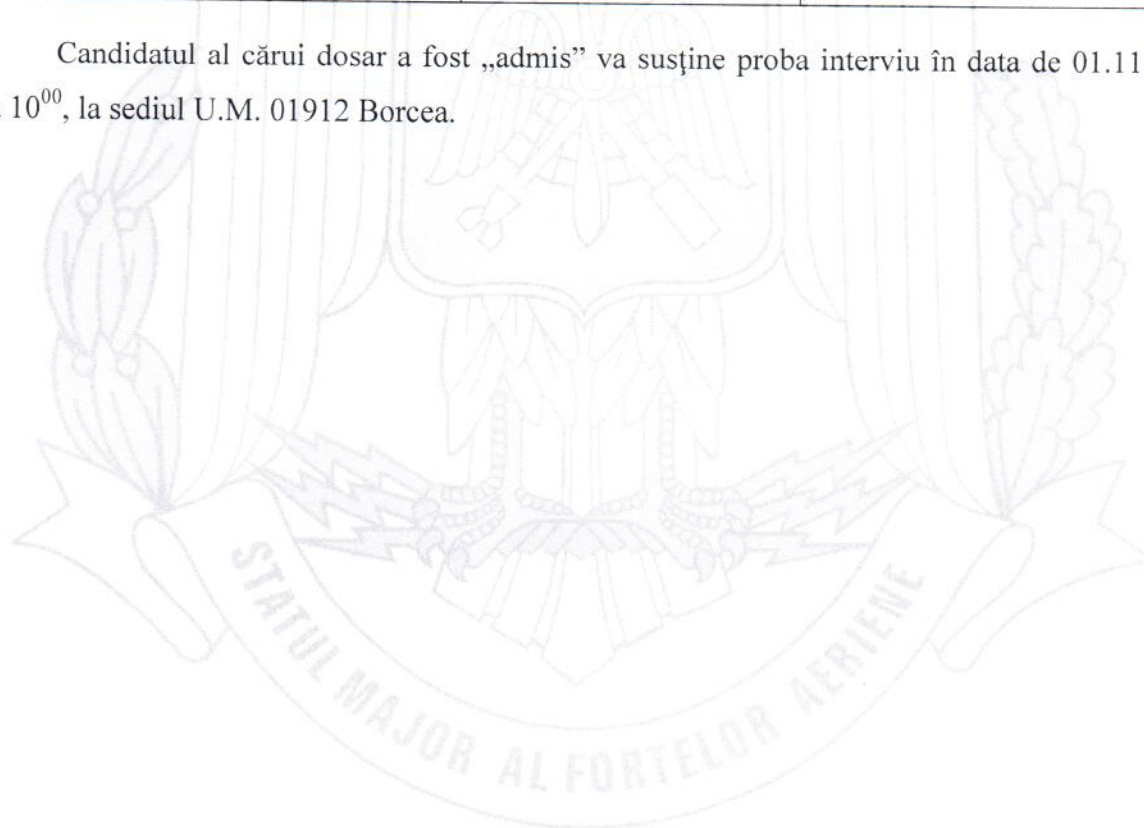 Candidatul al cărui dosar a fost „admis” va susține proba interviu în data de 01.11
10⁰⁰, la sediul U.M. 01912 Borcea.
STATUL MAJOR AL FORTELOR AERIENE